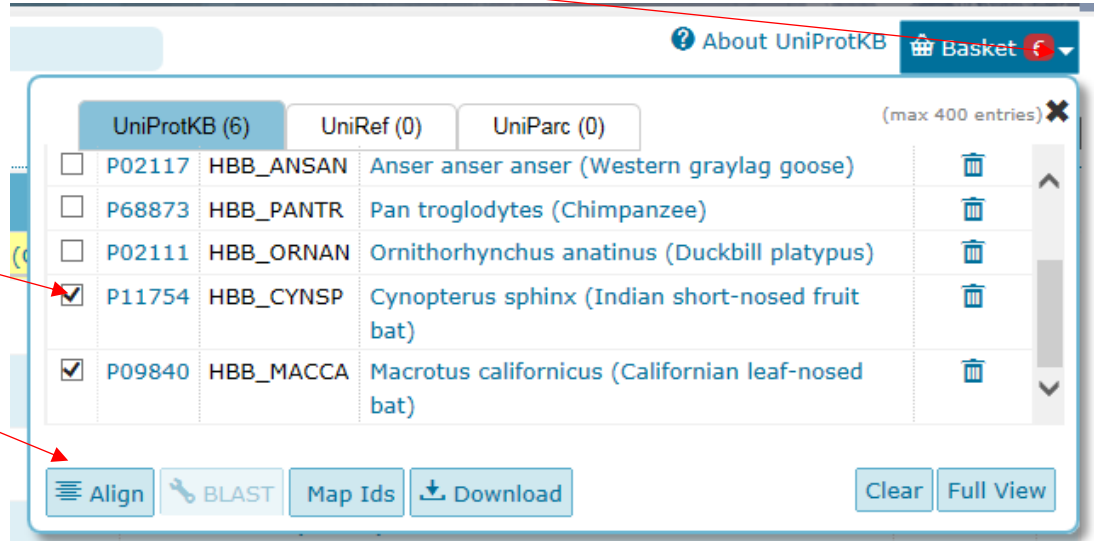 About UniProtKB
Basket 6
UniProtKB (6) UniRef (0) UniParc (0) (max 400 entries)
P02117 HBB_ANSAN Anser anser anser (Western graylag goose)
P68873 HBB_PANTR Pan troglodytes (Chimpanzee)
P02111 HBB_ORNAN Ornithorhynchus anatinus (Duckbill platypus)
P11754 HBB_CYNSP Cynopterus sphinx (Indian short-nosed fruit
bat)
P09840 HBB_MACCA Macrotus californicus (Californian leaf-nosed
bat)
Align BLAST Map Ids Download Clear Full View